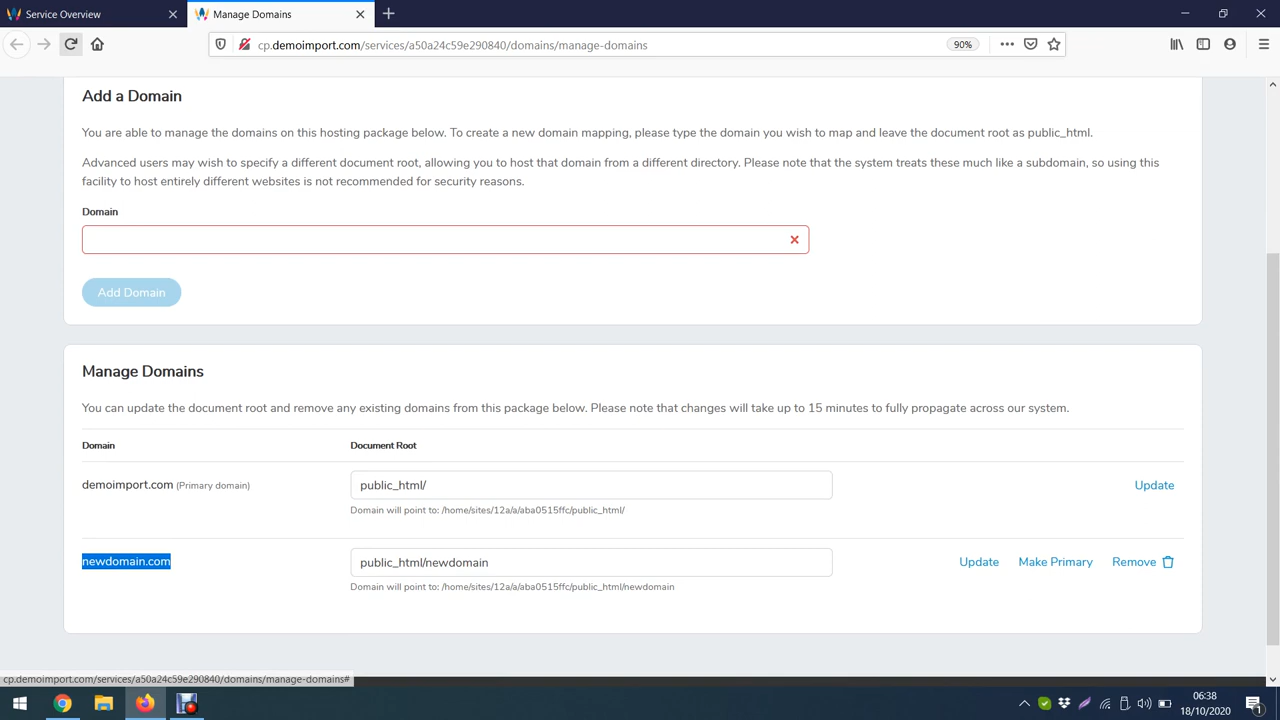 Service Overview
Manage Domains
cp.demoimport.com/services/a50a24c59e290840/domains/manage-domains
90%
Add a Domain
You are able to manage the domains on this hosting package below. To create a new domain mapping, please type the domain you wish to map and leave the document root as public_html.
Advanced users may wish to specify a different document root, allowing you to host that domain from a different directory. Please note that the system treats these much like a subdomain, so using this
facility to host entirely different websites is not recommended for security reasons.
Domain
Add Domain
Manage Domains
You can update the document root and remove any existing domains from this package below. Please note that changes will take up to 15 minutes to fully propagate across our system.
Domain Document Root
demoimport.com (Primary domain) public_html/ Update
Domain will point to: /home/sites/12a/a/aba0515ffc/public_html/
newdomain.com public_html/newdomain Update Make Primary Remove
Domain will point to: /home/sites/12a/a/aba0515ffc/public_html/newdomain
cp.demoimport.com/services/a50a24c59e290840/domains/manage-domains#
06:38
18/10/2020
1